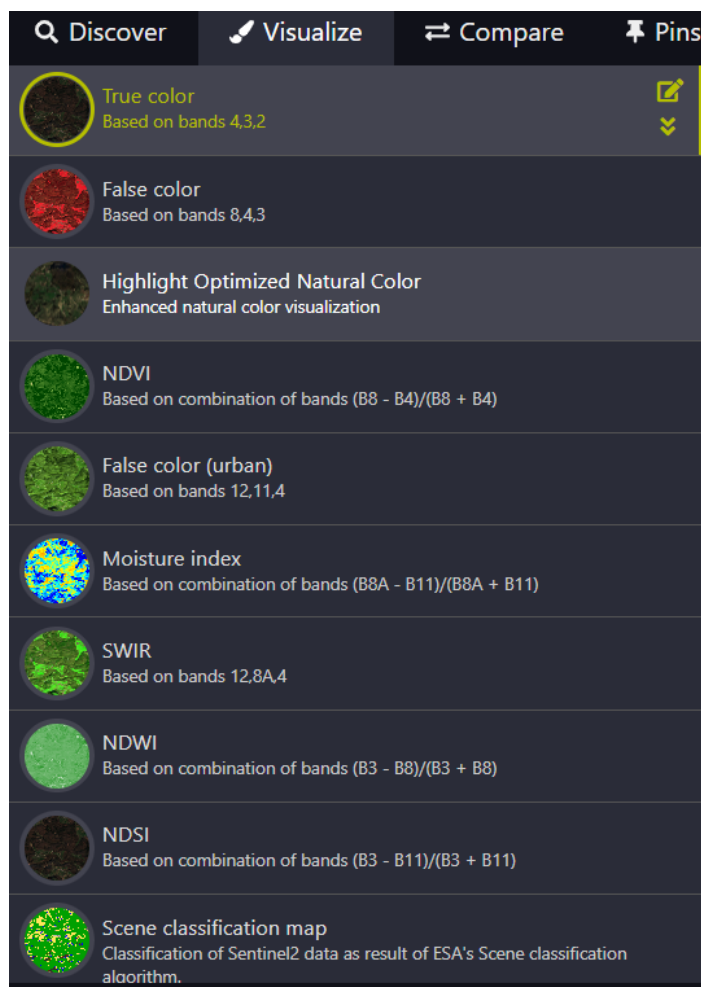 Discover Visualize Compare Pins
True color
Based on bands 4,3,2
False color
Based on bands 8,4,3
Highlight Optimized Natural Color
Enhanced natural color visualization
NDVI
Based on combination of bands (B8 - B4)/(B8 + B4)
False color (urban)
Based on bands 12,11,4
Moisture index
Based on combination of bands (B8A - B11)/(B8A + B11)
SWIR
Based on bands 12,8A,4
NDWI
Based on combination of bands (B3 - B8)/(B3 + B8)
NDSI
Based on combination of bands (B3 - B11)/(B3 + B11)
Scene classification map
Classification of Sentinel2 data as result of ESA's Scene classification
algorithm.